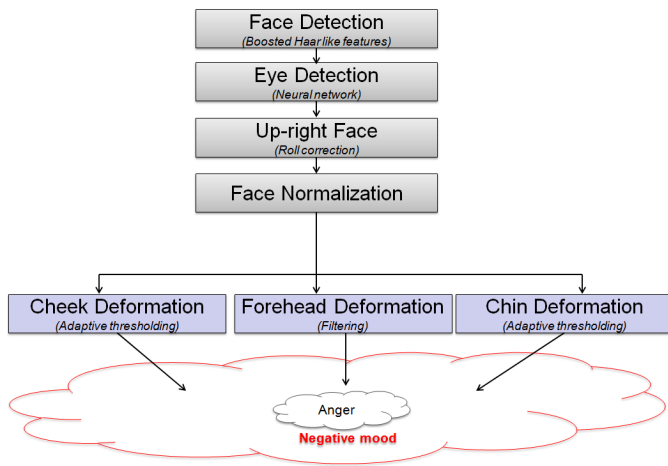 Face Detection
(Boosted Haar like features)
Eye Detection
(Neural network)
Up-right Face
(Roll correction)
Face Normalization
Cheek Deformation
(Adaptive thresholding)
Forehead Deformation
(Filtering)
Chin Deformation
(Adaptive thresholding)
Anger
Negative mood